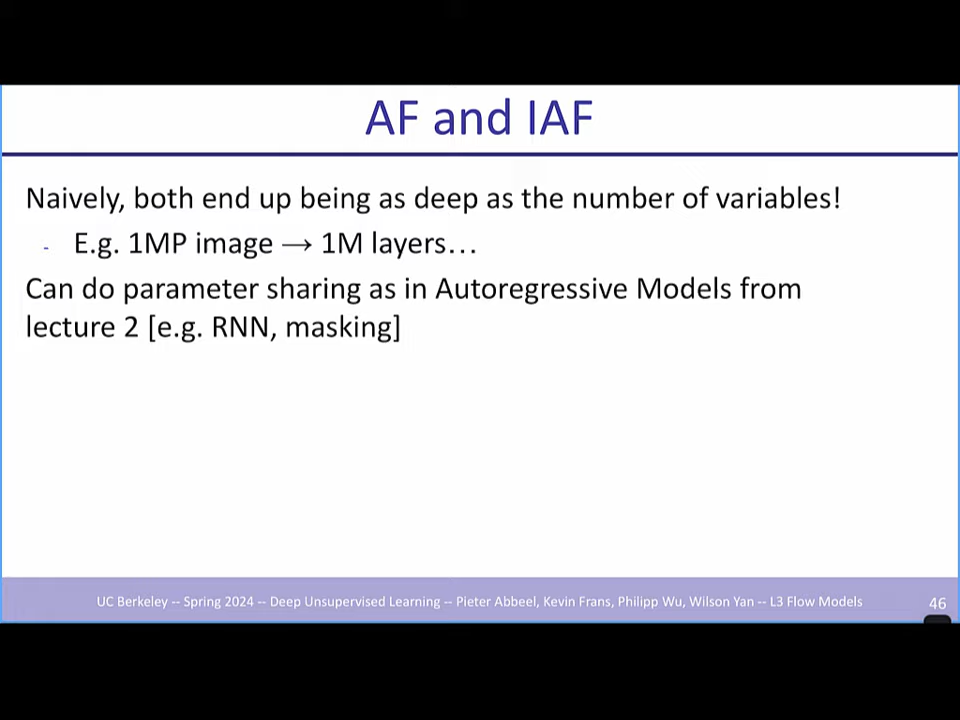 AF and IAF
Naively, both end up being as deep as the number of variables!
- E.g. 1MP image → 1M layers...
Can do parameter sharing as in Autoregressive Models from
lecture 2 [e.g. RNN, masking]
UC Berkeley -- Spring 2024 -- Deep Unsupervised Learning -- Pieter Abbeel, Kevin Frans, Philipp Wu, Wilson Yan -- L3 Flow Models
46